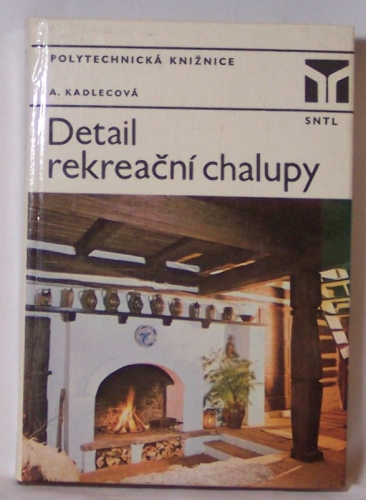 POLYTECHNICKÁ KNIŽNICE
A. KADLECOVÁ
SNTL
Detail
rekreační chalupy